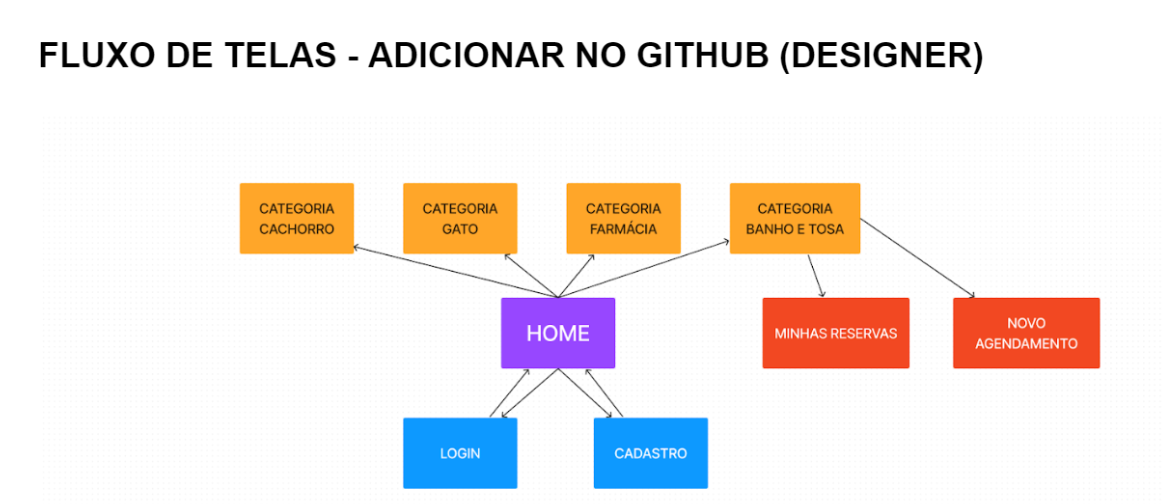 FLUXO DE TELAS - ADICIONAR NO GITHUB (DESIGNER)
CATEGORIA
CACHORRO
CATEGORIA
GATO
CATEGORIA
FARMÁCIA
CATEGORIA
BANHO E TOSA
HOME
MINHAS RESERVAS
NOVO
AGENDAMENTO
LOGIN
CADASTRO